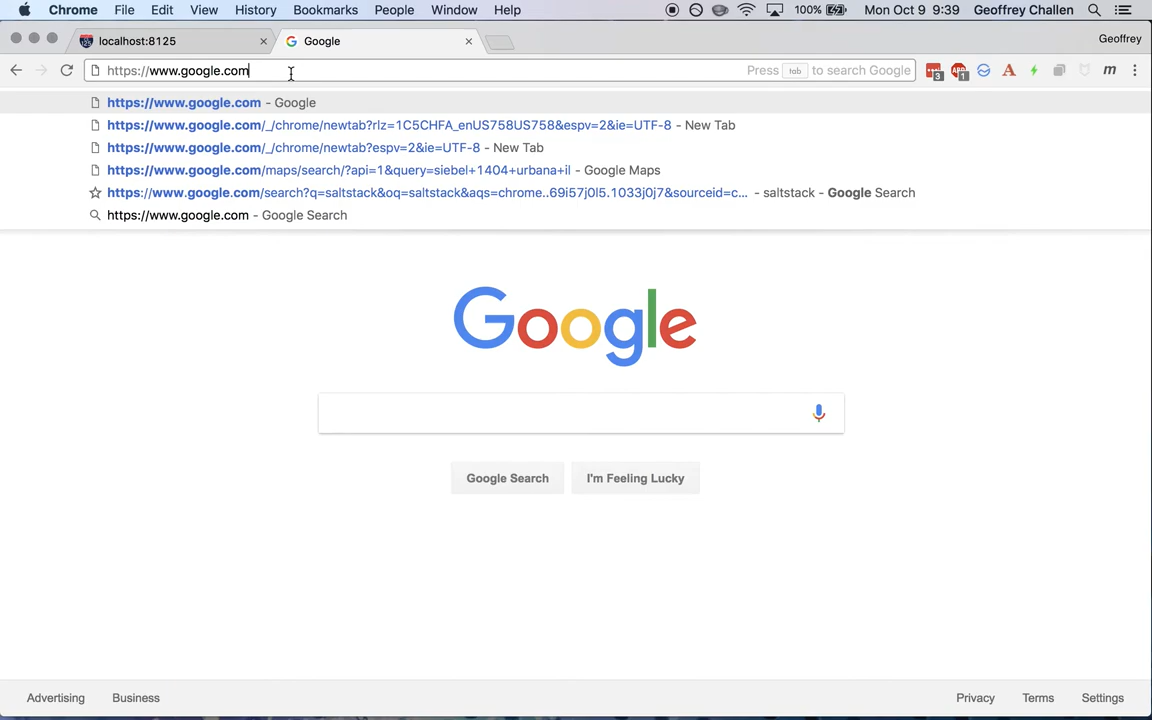 Chrome File Edit View History Bookmarks People Window Help 100% Mon Oct 9 9:39 Geoffrey Challen
localhost:8125 Google Geoffrey
https://www.google.com Press tab to search Google 3 ABP 1 A m
https://www.google.com - Google
https://www.google.com/_/chrome/newtab?rlz=1C5CHFA_enUS758US758&espv=2&ie=UTF-8 - New Tab
https://www.google.com/_/chrome/newtab?espv=2&ie=UTF-8 - New Tab
https://www.google.com/maps/search/?api=1&query=siebel+1404+urbana+il - Google Maps
https://www.google.com/search?q=saltstack&oq=saltstack&aqs=chrome..69i57j0l5.1033j0j7&sourceid=c... - saltstack - Google Search
https://www.google.com - Google Search
Google
Google Search I'm Feeling Lucky
Advertising Business Privacy Terms Settings